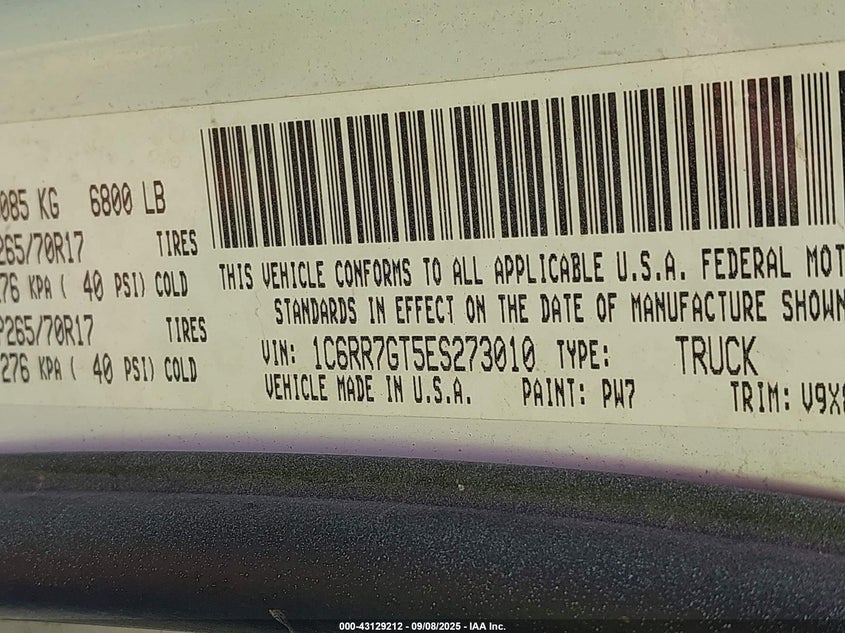 085 KG 6800 LB
265/70R17 TIRES
76 KPA ( 40 PSI) COLD
P265/70R17 TIRES
276 KPA ( 40 PSI) COLD
THIS VEHICLE CONFORMS TO ALL APPLICABLE U.S.A. FEDERAL MOT
STANDARDS IN EFFECT ON THE DATE OF MANUFACTURE SHOWN
VIN: 1C6RR7GT5ES273010 TYPE: TRUCK
VEHICLE MADE IN U.S.A. PAINT: PW7 TRIM: V9X8
000-43129212 - 09/08/2025 - IAA Inc.